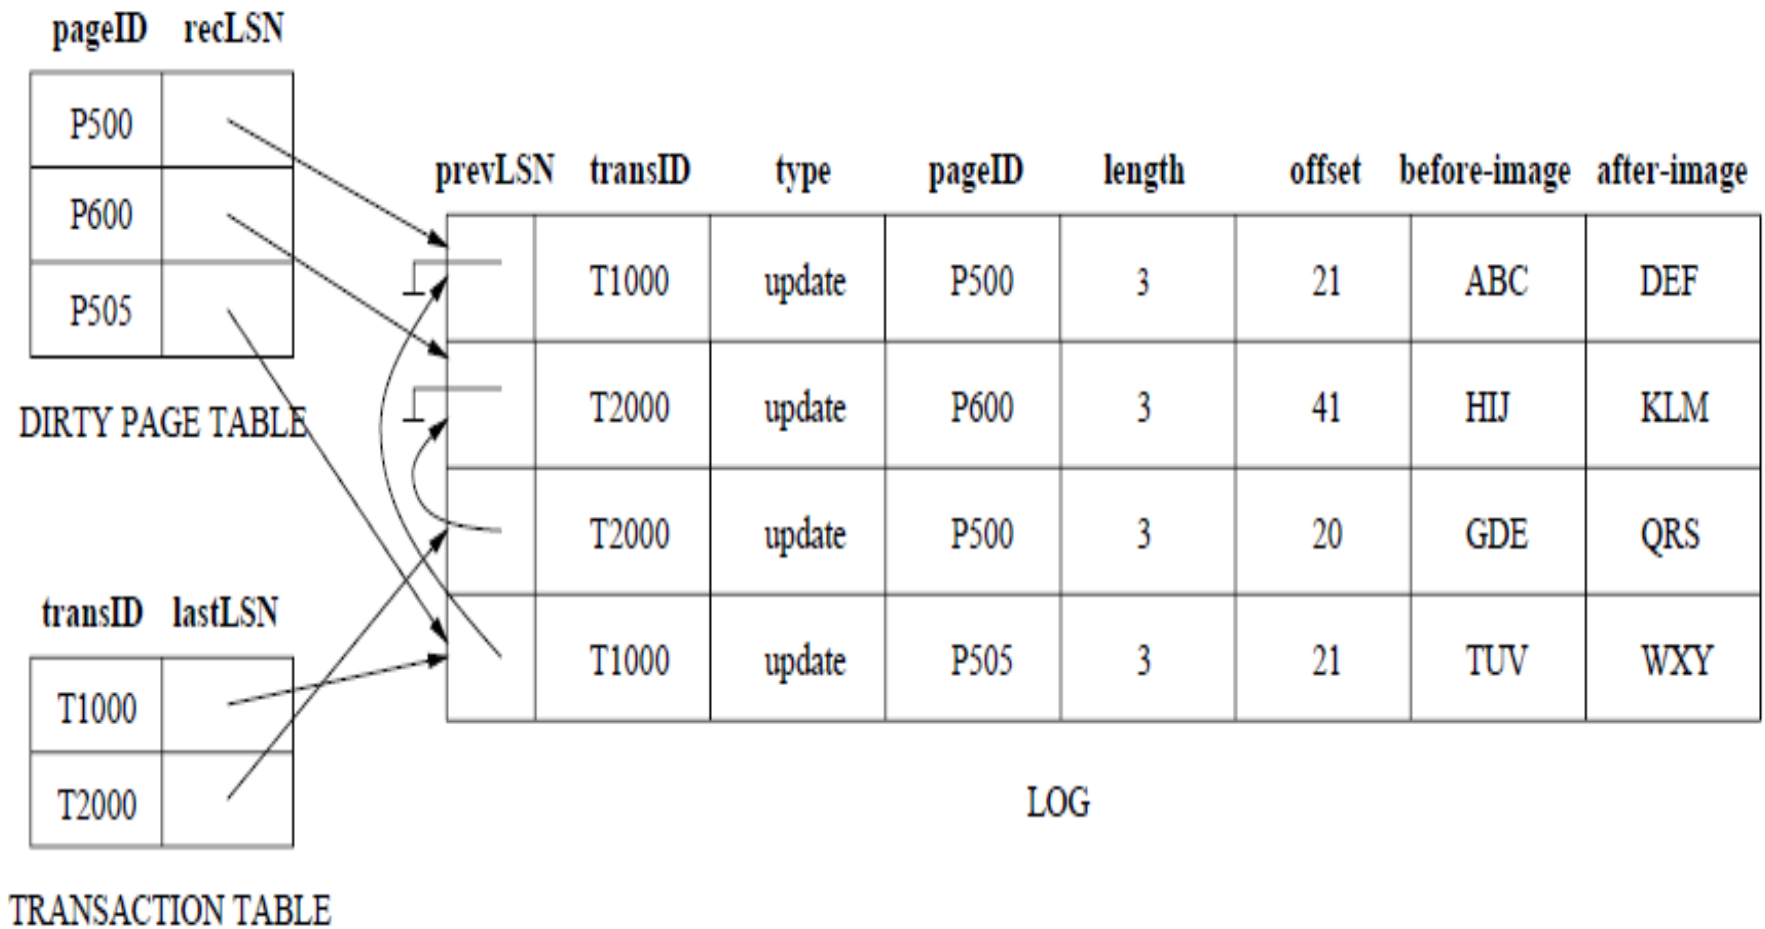 pageID recLSN
P500
P600
P505
DIRTY PAGE TABLE
transID lastLSN
T1000
T2000
TRANSACTION TABLE
prevLSN transID type pageID length offset before-image after-image
T1000 update P500 3 21 ABC DEF
T2000 update P600 3 41 HIJ KLM
T2000 update P500 3 20 GDE QRS
T1000 update P505 3 21 TUV WXY
LOG